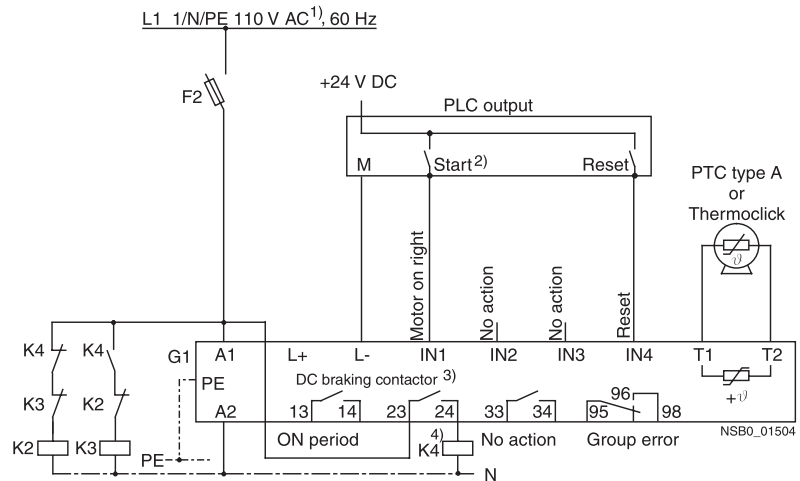 L1 1/N/PE 110 V AC1), 60 Hz
F2
+24 V DC
PLC output
M
Start2)
Reset
PTC type A
or
Thermoclick
ϑ
Motor on right
No action
No action
Reset
K4
K4
G1
A1
L+
L-
IN1
IN2
IN3
IN4
T1
T2
PE
DC braking contactor 3)
+ϑ
K3
K2
A2
13
14
23
24
33
34
95
96
98
ON period
No action
Group error
NSB0_01504
K2
K3
4)
K4
PE
N